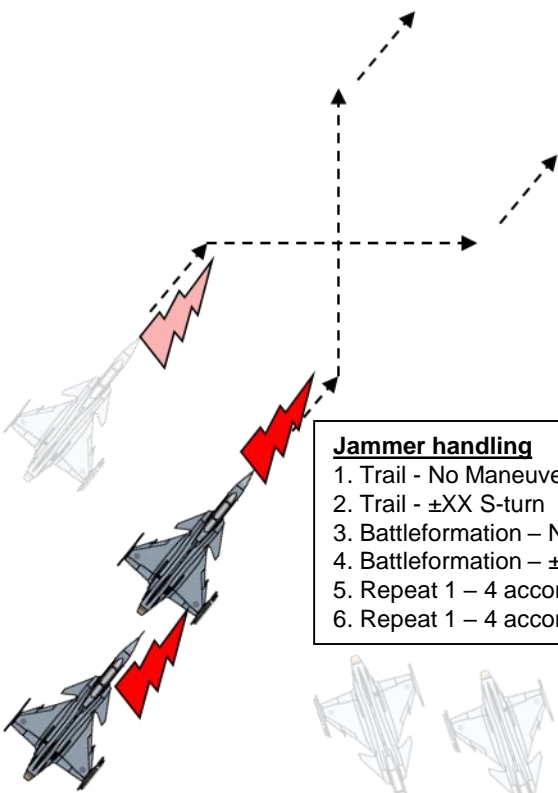 Jammer handling
1. Trail - No Maneuve
2. Trail - ±XX S-turn
3. Battleformation – N
4. Battleformation – ±
5. Repeat 1 – 4 accor
6. Repeat 1 – 4 accor